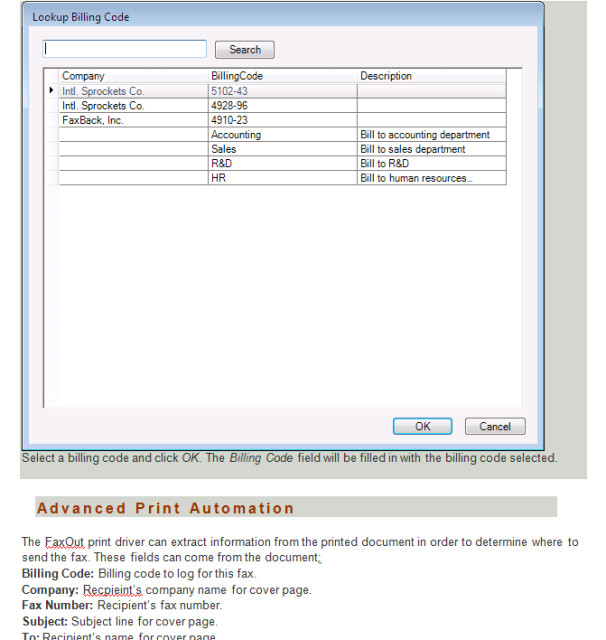 Lookup Billing Code
Search
Company BillingCode Description
Intl. Sprockets Co. 5102-43
Intl. Sprockets Co. 4928-96
FaxBack, Inc. 4910-23
Accounting Bill to accounting department
Sales Bill to sales department
R&D Bill to R&D
HR Bill to human resources...
OK Cancel
Select a billing code and click OK. The Billing Code field will be filled in with the billing code selected.
Advanced Print Automation
The FaxOut print driver can extract information from the printed document in order to determine where to
send the fax. These fields can come from the document:
Billing Code: Billing code to log for this fax.
Company: Recpieint's company name for cover page.
Fax Number: Recipient's fax number.
Subject: Subject line for cover page.
To: Recipient's name for cover page